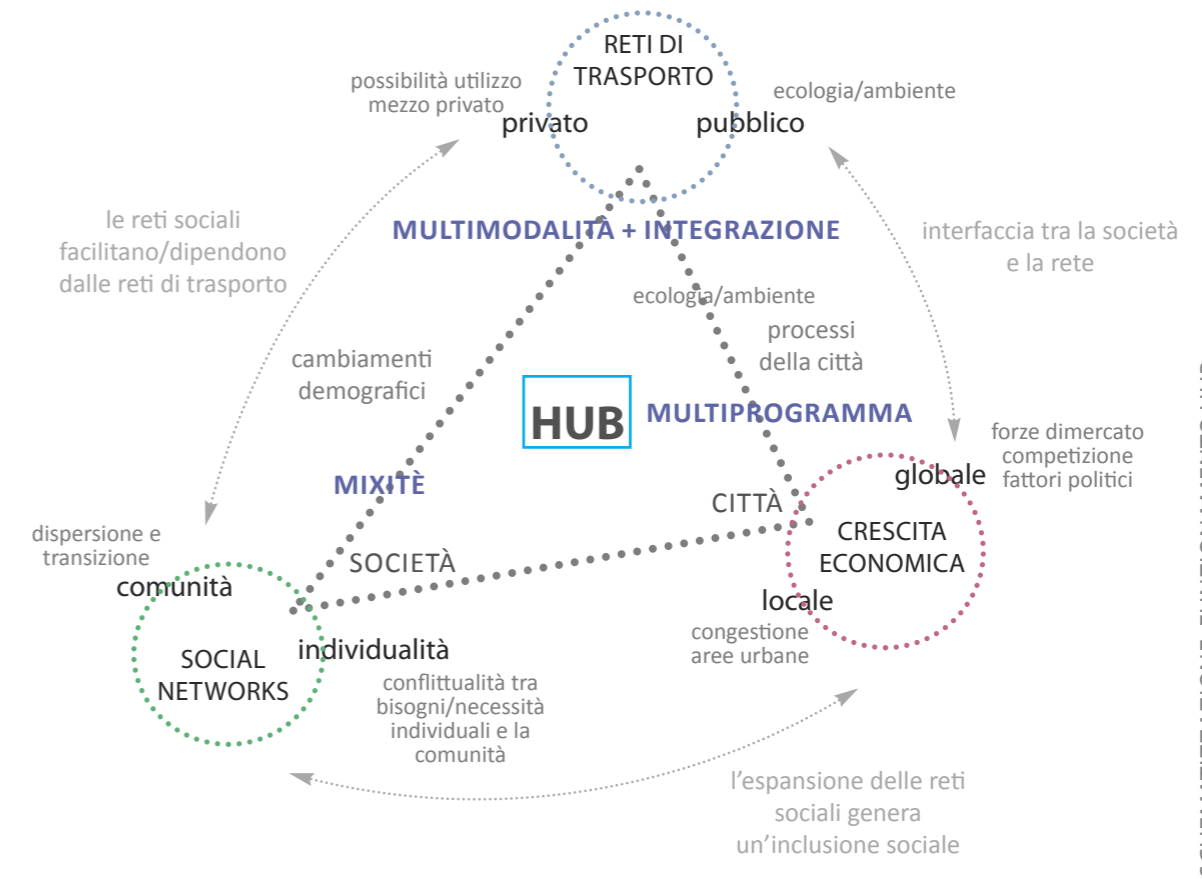 RETI DI
TRASPORTO
possibilità utilizzo
mezzo privato
privato
pubblico
ecologia/ambiente
le reti sociali
facilitano/dipendono
dalle reti di trasporto
MULTIMODALITÀ + INTEGRAZIONE
interfaccia tra la società
e la rete
ecologia/ambiente
processi
della città
cambiamenti
demografici
HUB
MULTIPROGRAMMA
MIXITÈ
forze dimercato
competizione
fattori politici
globale
CITTÀ
CRESCITA
ECONOMICA
locale
congestione
aree urbane
dispersione e
transizione
comunità
SOCIETÀ
individualità
SOCIAL
NETWORKS
conflittualità tra
bisogni/necessità
individuali e la
comunità
l’espansione delle reti
sociali genera
un’inclusione sociale